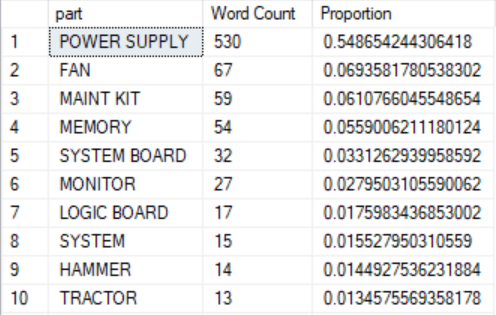 part Word Count Proportion
1 POWER SUPPLY 530 0.548654244306418
2 FAN 67 0.0693581780538302
3 MAINT KIT 59 0.0610766045548654
4 MEMORY 54 0.0559006211180124
5 SYSTEM BOARD 32 0.0331262939958592
6 MONITOR 27 0.0279503105590062
7 LOGIC BOARD 17 0.0175983436853002
8 SYSTEM 15 0.015527950310559
9 HAMMER 14 0.0144927536231884
10 TRACTOR 13 0.0134575569358178